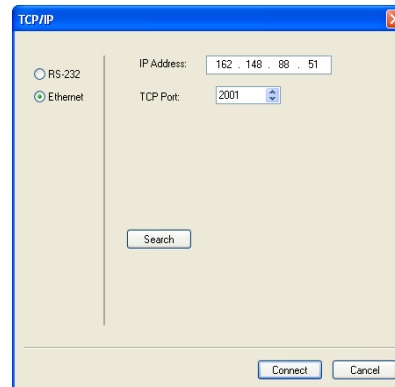 TCP/IP
RS-232
Ethernet
IP Address: 162 . 148 . 88 . 51
TCP Port: 2001
Search
Connect Cancel